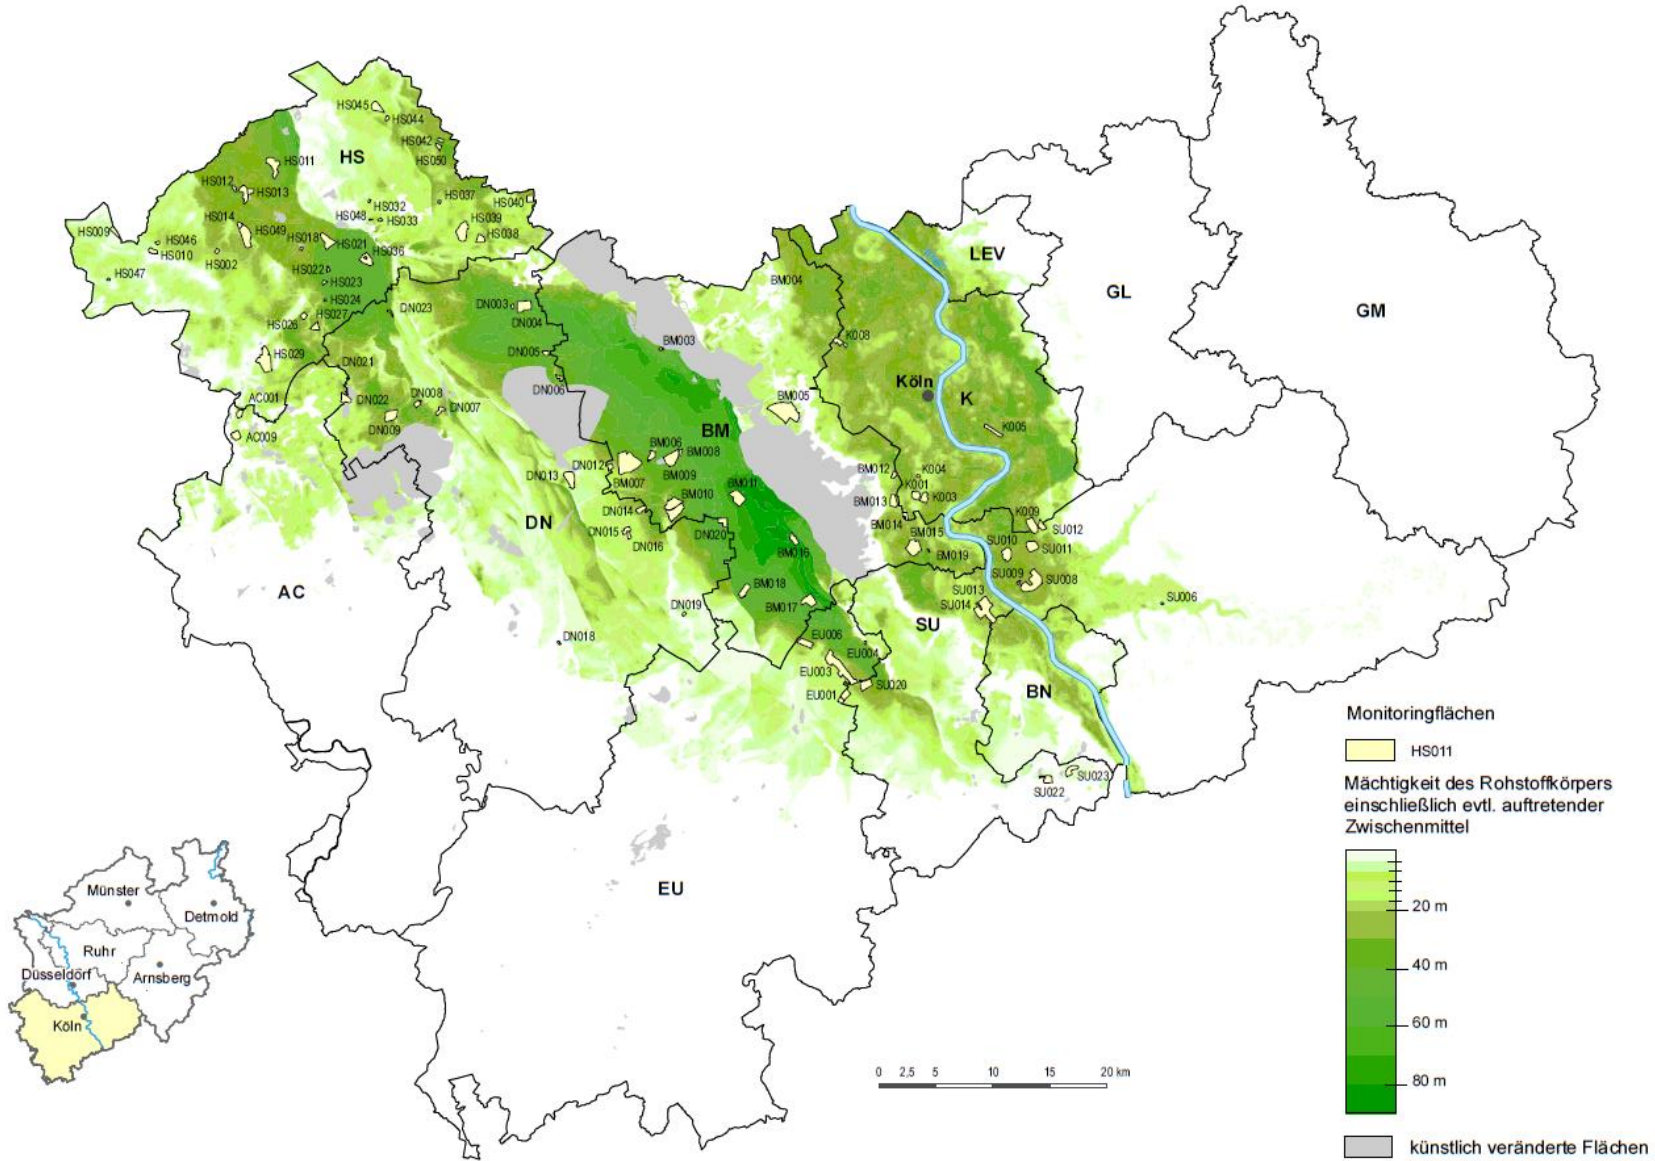 HS045
HS044
HS042
HS050
HS
HS011
HS012
HS013
HS032
HS037
HS040
HS048
HS033
HS039
HS038
HS014
HS049
HS018
HS021
HS036
HS009
HS046
HS010
HS002
HS047
HS022
HS023
HS024
HS026
HS027
HS029
LEV
GL
GM
BM004
DN023
DN003
DN004
DN005
DN006
BM003
K008
DN021
DN022
DN008
DN007
DN009
AC001
AC009
BM005
Köln
K
K005
BM
BM006
BM008
DN012
DN013
BM007
BM009
BM010
BM011
BM012
K004
K001
K003
BM013
BM014
K009
SU012
DN
DN014
DN015
DN016
DN020
BM016
BM015
BM019
SU010
SU011
SU009
SU008
AC
BM018
BM017
SU013
SU014
SU006
DN019
DN018
SU
EU006
EU004
EU003
SU020
EU001
BN
SU023
SU022
EU
Monitoringflächen
HS011
Mächtigkeit des Rohstoffkörpers
einschließlich evtl. auftretender
Zwischenmittel
20 m
40 m
60 m
80 m
künstlich veränderte Flächen
0 2,5 5 10 15 20 km
Münster
Detmold
Ruhr
Düsseldorf
Arnsberg
Köln